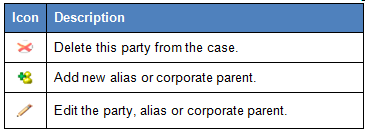 Icon Description
Delete this party from the case.
Add new alias or corporate parent.
Edit the party, alias or corporate parent.